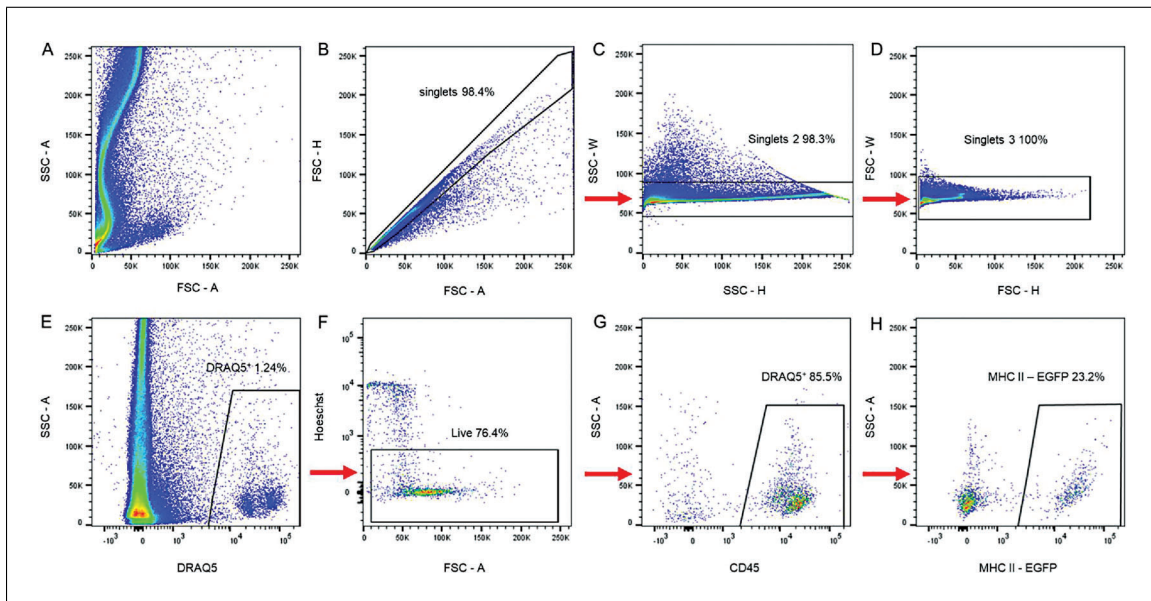 A
B
C
D
250K
200K
150K
100K
50K
0
SSC - A
0 50K 100K 150K 200K 250K
FSC - A
250K
200K
150K
100K
50K
0
FSC - H
singlets 98.4%
0 50K 100K 150K 200K 250K
FSC - A
250K
200K
150K
100K
50K
0
SSC - W
Singlets 2 98.3%
0 50K 100K 150K 200K 250K
SSC - H
250K
200K
150K
100K
50K
0
FSC - W
Singlets 3 100%
0 50K 100K 150K 200K 250K
FSC - H
E
F
G
H
250K
200K
150K
100K
50K
0
SSC - A
DRAQ5⁺ 1.24%
-10³ 0 10³ 10⁴ 10⁵
DRAQ5
10⁵
10⁴
10³
0
Hoeschst
Live 76.4%
0 50K 100K 150K 200K 250K
FSC - A
250K
200K
150K
100K
50K
0
SSC - A
DRAQ5⁺ 85.5%
-10³ 0 10³ 10⁴ 10⁵
CD45
250K
200K
150K
100K
50K
0
SSC - A
MHC II – EGFP 23.2%
-10³ 0 10³ 10⁴ 10⁵
MHC II - EGFP